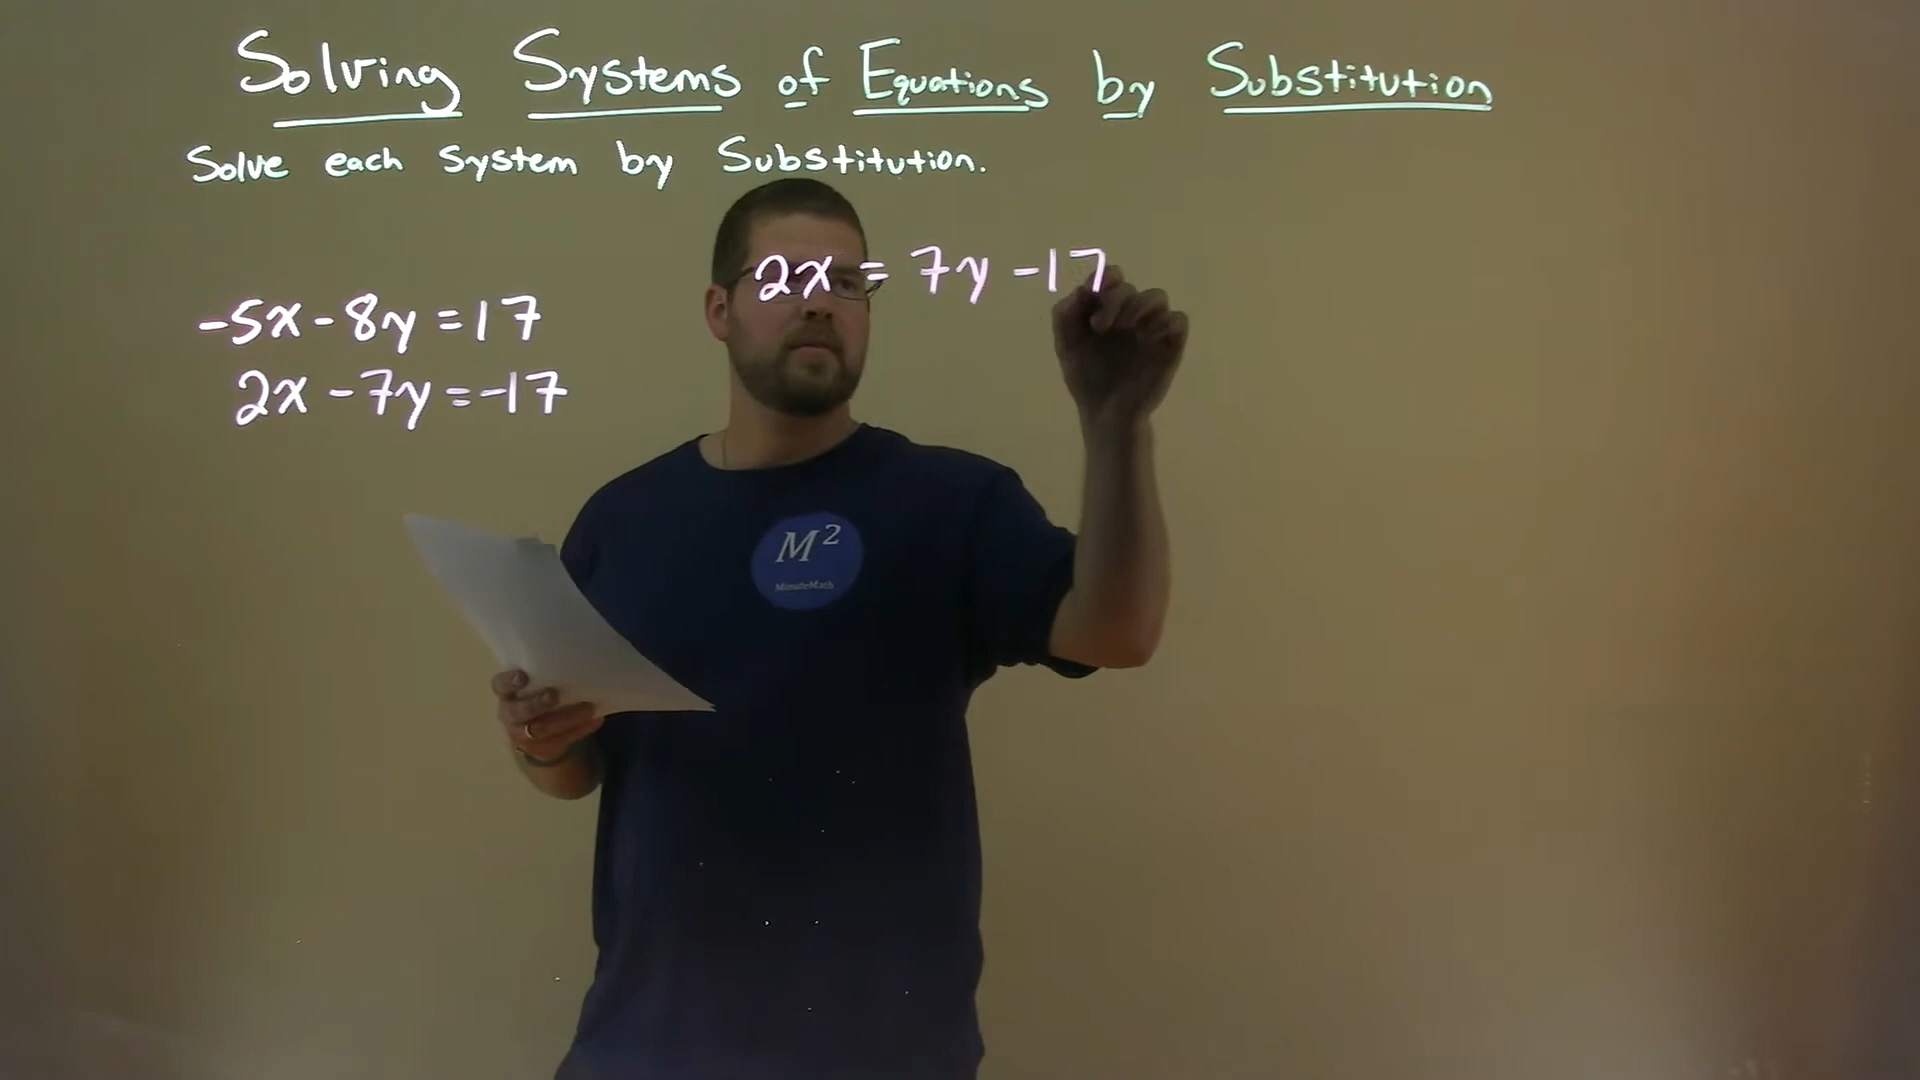 Solving Systems of Equations by Substitution
Solve each system by Substitution.
2x = 7y -17
-5x - 8y = 17
2x - 7y = -17
M²
MinuteMath